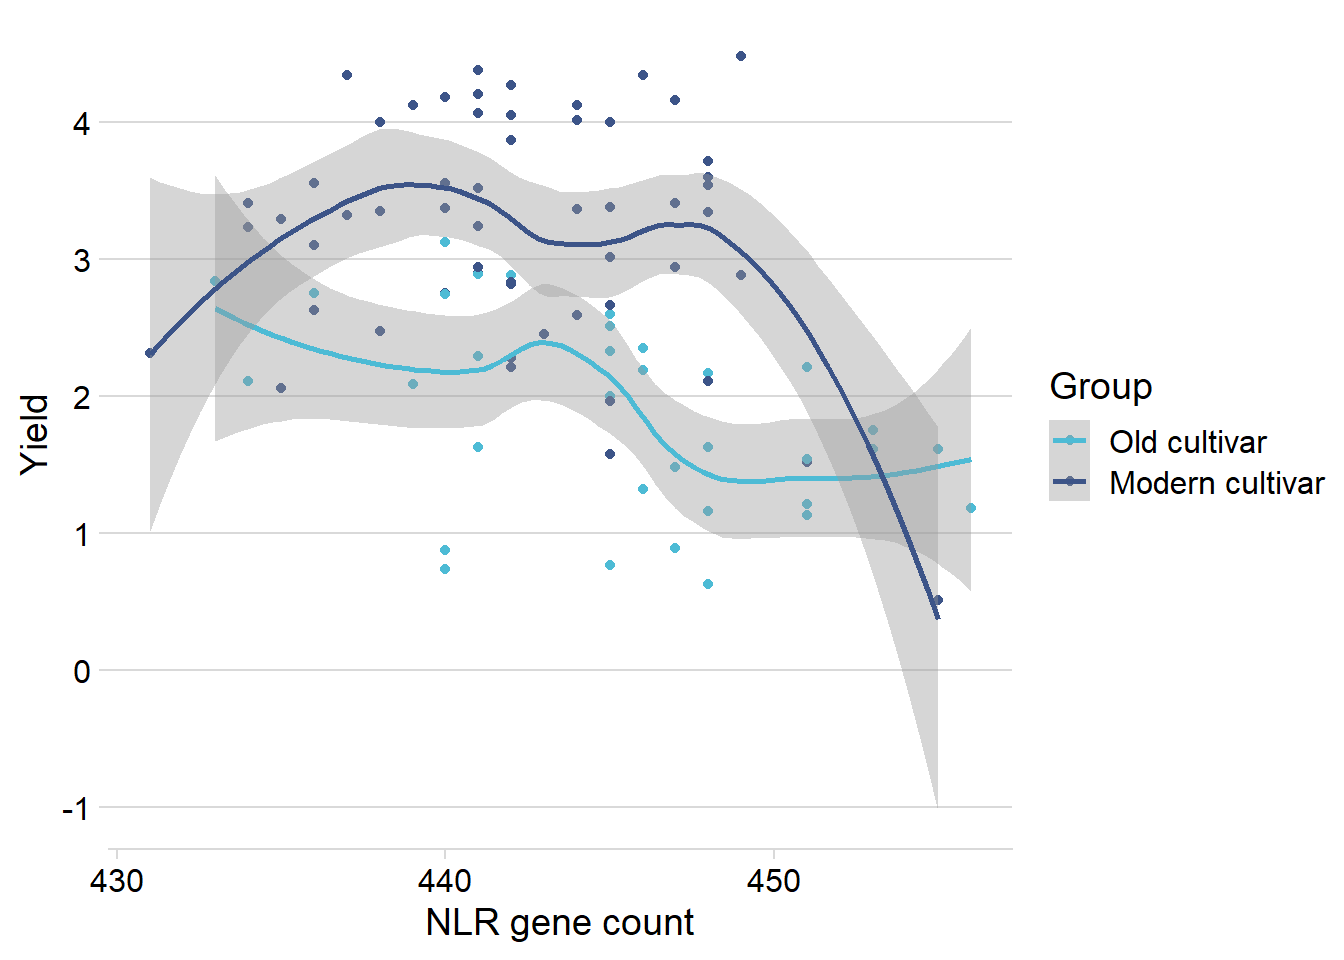 Yield
4
3
2
1
0
-1
430
440
450
NLR gene count
Group
Old cultivar
Modern cultivar